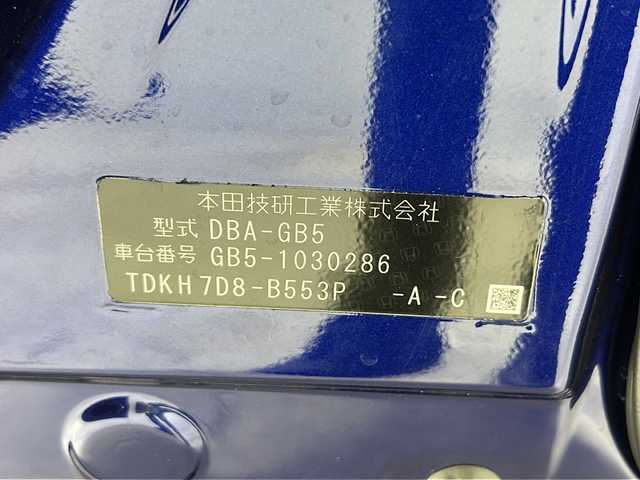 本田技研工業株式会社
型式 DBA-GB5
車台番号 GB5-1030286
TDKH7D8-B553P -A -C